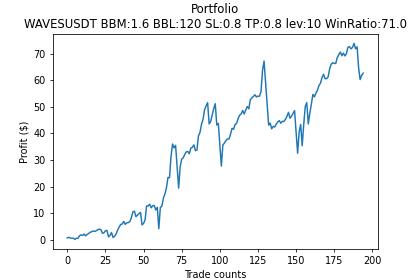 Portfolio
WAVESUSDT BBM:1.6 BBL:120 SL:0.8 TP:0.8 lev:10 WinRatio:71.0
70
60
50
40
30
20
10
0
Profit ($)
0 25 50 75 100 125 150 175 200
Trade counts